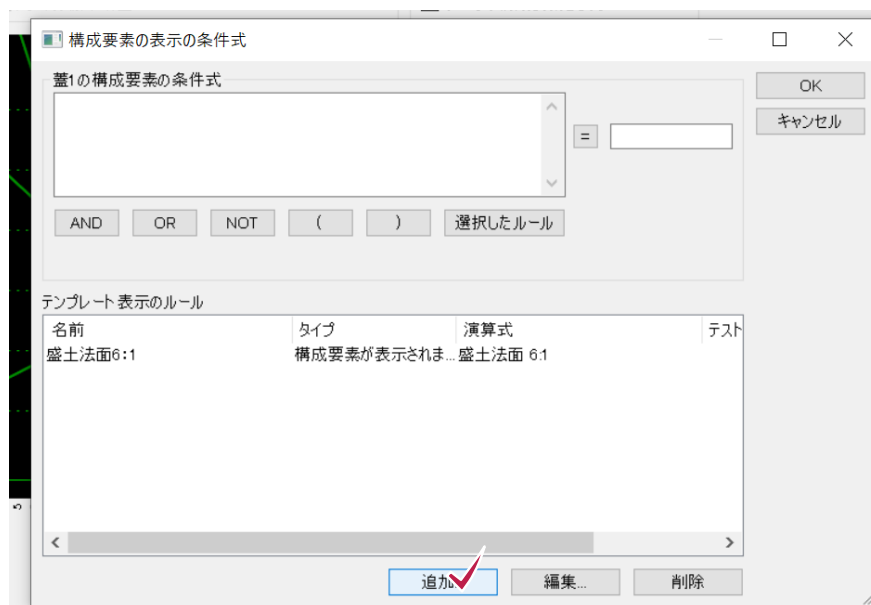 構成要素の表示の条件式
蓋1の構成要素の条件式
OK
キャンセル
=
AND OR NOT ( ) 選択したルール
テンプレート表示のルール
名前 タイプ 演算式 テスト
盛土法面6:1 構成要素が表示されま... 盛土法面 6:1
追加 編集... 削除